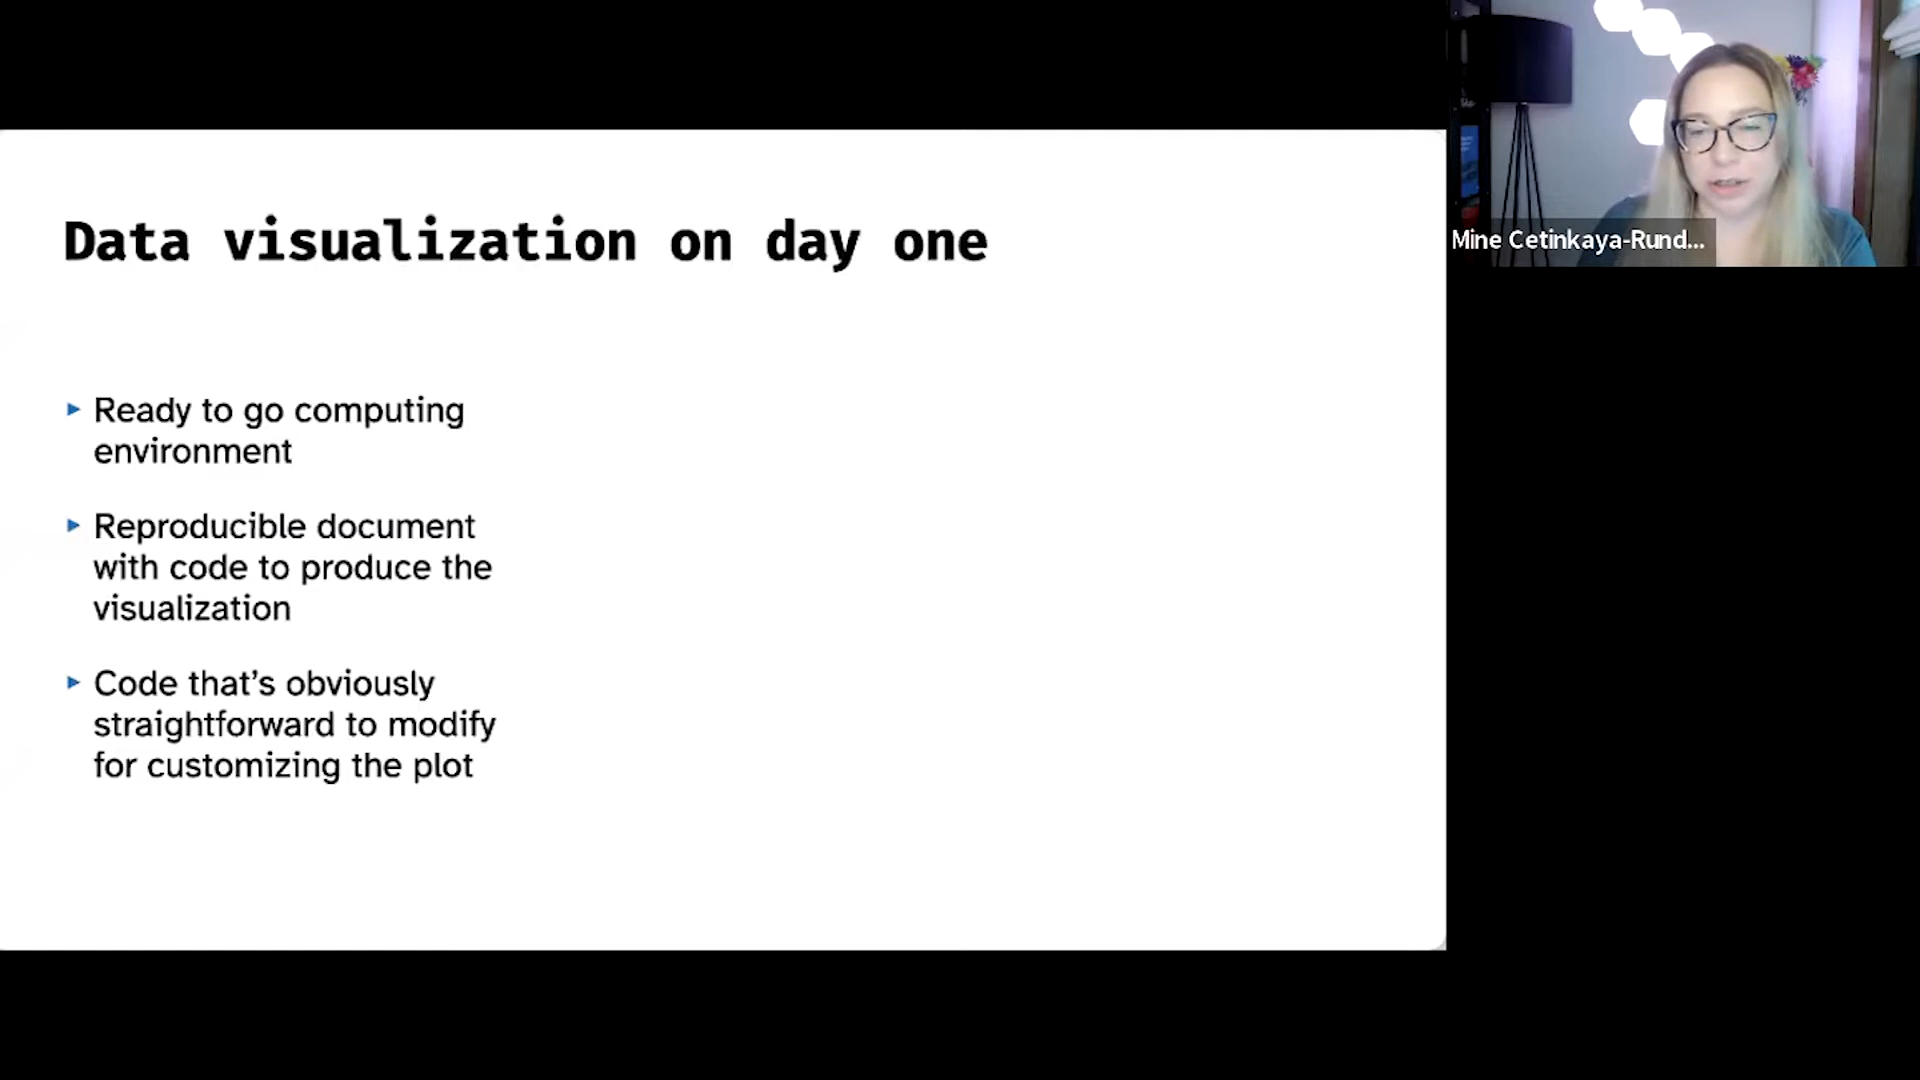 Data visualization on day one
Ready to go computing
environment
Reproducible document
with code to produce the
visualization
Code that’s obviously
straightforward to modify
for customizing the plot
Mine Cetinkaya-Rund...